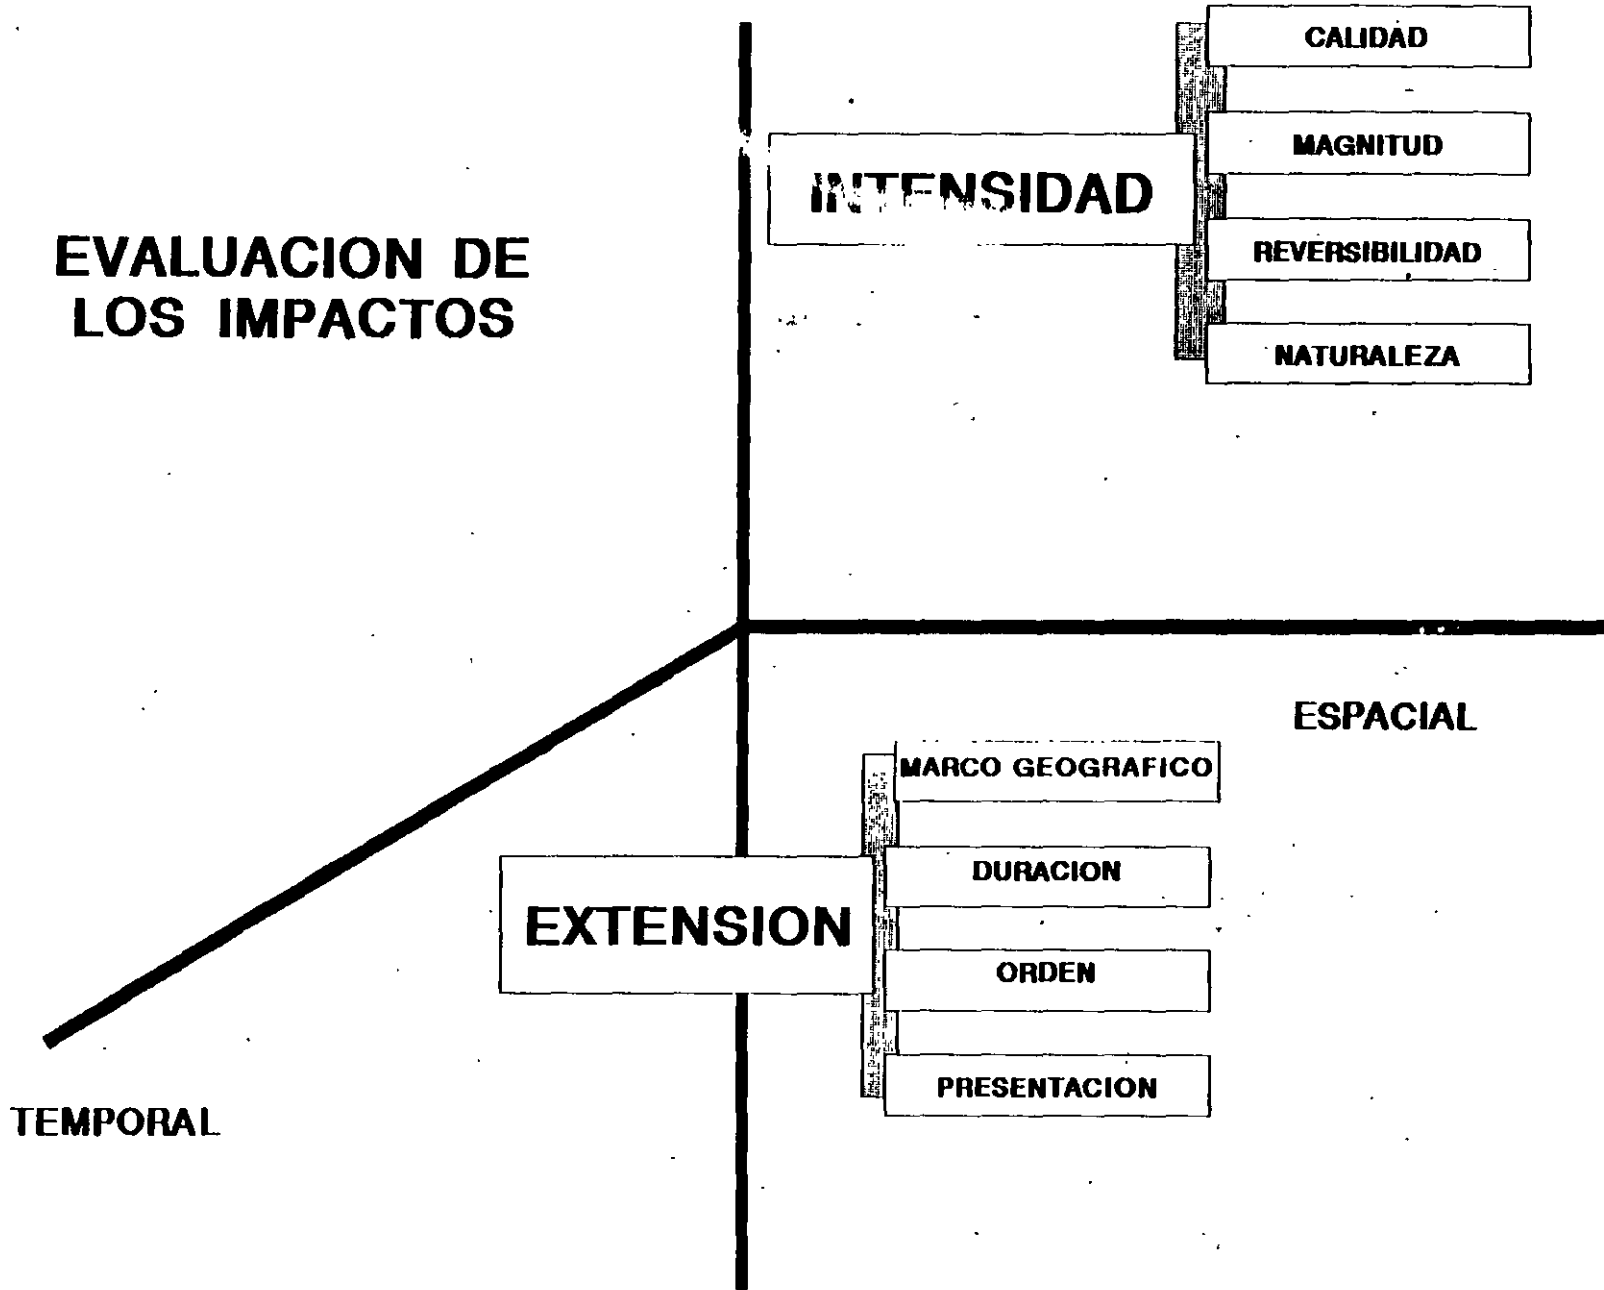 EVALUACION DE
LOS IMPACTOS
INTENSIDAD
CALIDAD
MAGNITUD
REVERSIBILIDAD
NATURALEZA
ESPACIAL
EXTENSION
MARCO GEOGRAFICO
DURACION
ORDEN
PRESENTACION
TEMPORAL